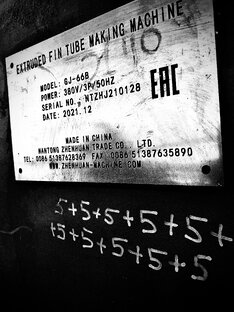 EXTRUDED FIN TUBE MAKING MACHINE
MODEL: GJ-66B
POWER: 380V/3P/50HZ
SERIAL NO. NTZHJ210128
DATE: 2021.12
EAC
MADE IN CHINA
NANTONG ZHENHUAN TRADE CO., LTD.
TEL: 0086 51387628369 FAX: 0086 51387635890
WWW.ZHENHUAN-MACHINE.COM
5+5+5+5+5+
+5+5+5+5+5